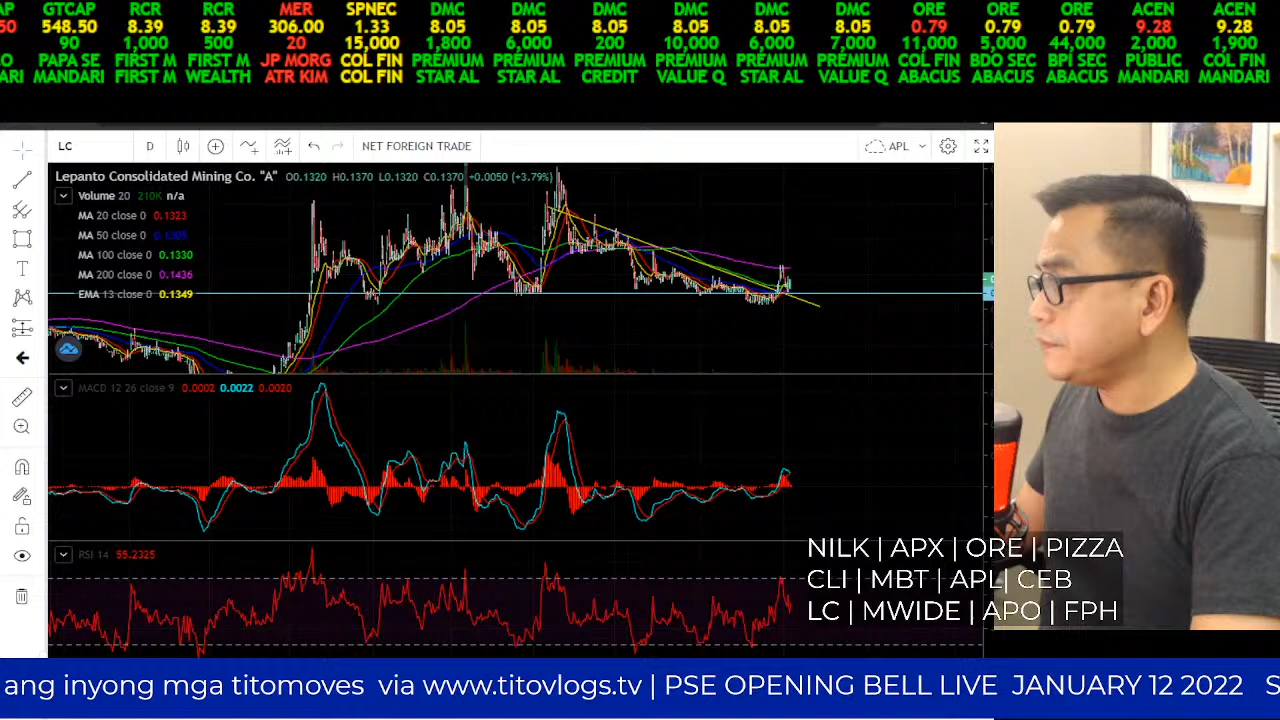 AP GTCAP RCR RCR MER SPNEC DMC DMC DMC DMC DMC DMC ORE ORE ORE ACEN ACEN
50 548.50 8.39 8.39 306.00 1.33 8.05 8.05 8.05 8.05 8.05 8.05 0.79 0.79 0.79 9.28 9.28
0 90 1,000 500 20 15,000 1,800 6,000 200 10,000 6,000 7,000 11,000 5,000 44,000 2,000 1,900
O PAPA SE FIRST M FIRST M JP MORG COL FIN PREMIUM PREMIUM PREMIUM PREMIUM PREMIUM PREMIUM COL FIN BDO SEC BPI SEC PUBLIC COL FIN
ARI MANDARI FIRST M WEALTH ATR KIM COL FIN STAR AL STAR AL CREDIT VALUE Q STAR AL VALUE Q ABACUS ABACUS ABACUS MANDARI MANDARI
LC D NET FOREIGN TRADE APL
Lepanto Consolidated Mining Co. "A" O0.1320 H0.1370 L0.1320 C0.1370 +0.0050 (+3.79%)
Volume 20 210K n/a
MA 20 close 0 0.1323
MA 50 close 0 0.1305
MA 100 close 0 0.1330
MA 200 close 0 0.1436
EMA 13 close 0 0.1349
MACD 12 26 close 9 0.0002 0.0022 0.0020
RSI 14 55.2325
NILK | APX | ORE | PIZZA
CLI | MBT | APL| CEB
LC | MWIDE | APO | FPH
ang inyong mga titomoves via www.titovlogs.tv | PSE OPENING BELL LIVE JANUARY 12 2022 S